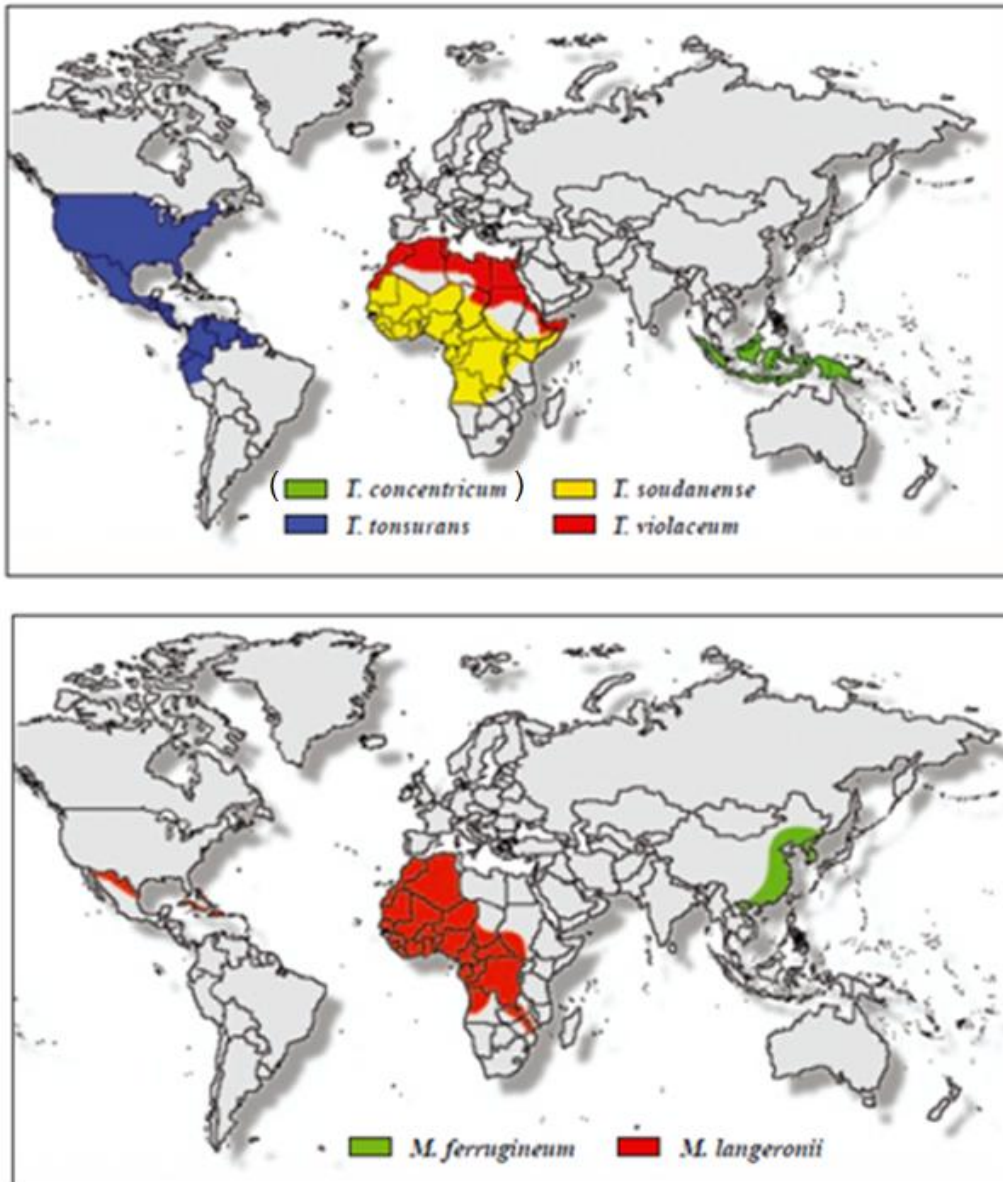 ( T. concentricum ) T. soudanense
T. tonsurans T. violaceum
M. ferrugineum M. langeronii